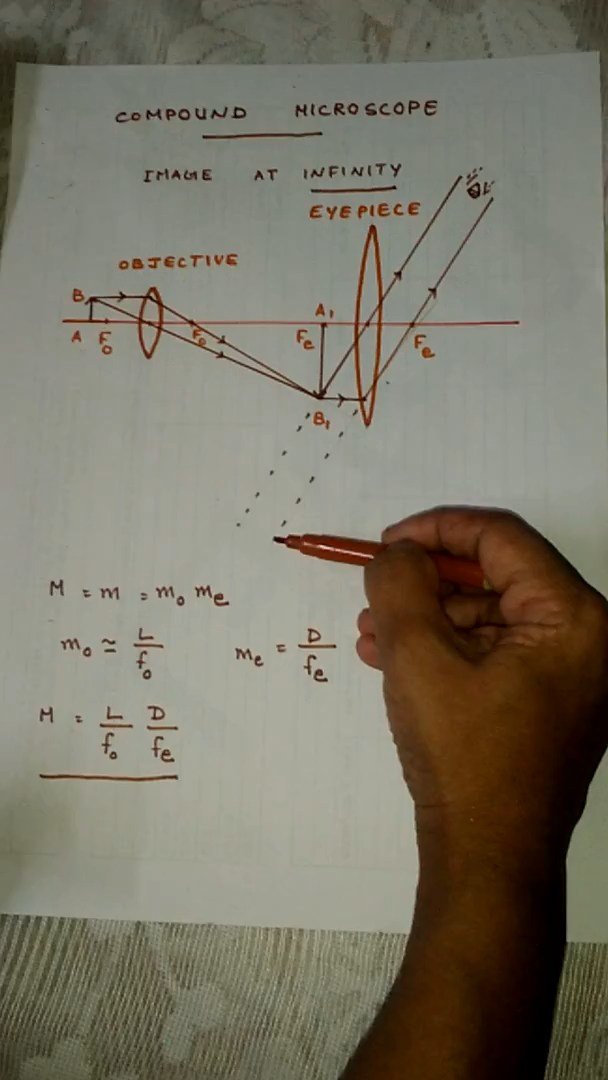 COMPOUND MICROSCOPE
IMAGE AT INFINITY
EYEPIECE
OBJECTIVE
B
A₁
A
F₀
F₀
Fe
Fe
B₁
M = m = m₀ me
m₀ ≃ L/f₀
me = D/fe
M = L/f₀ D/fe